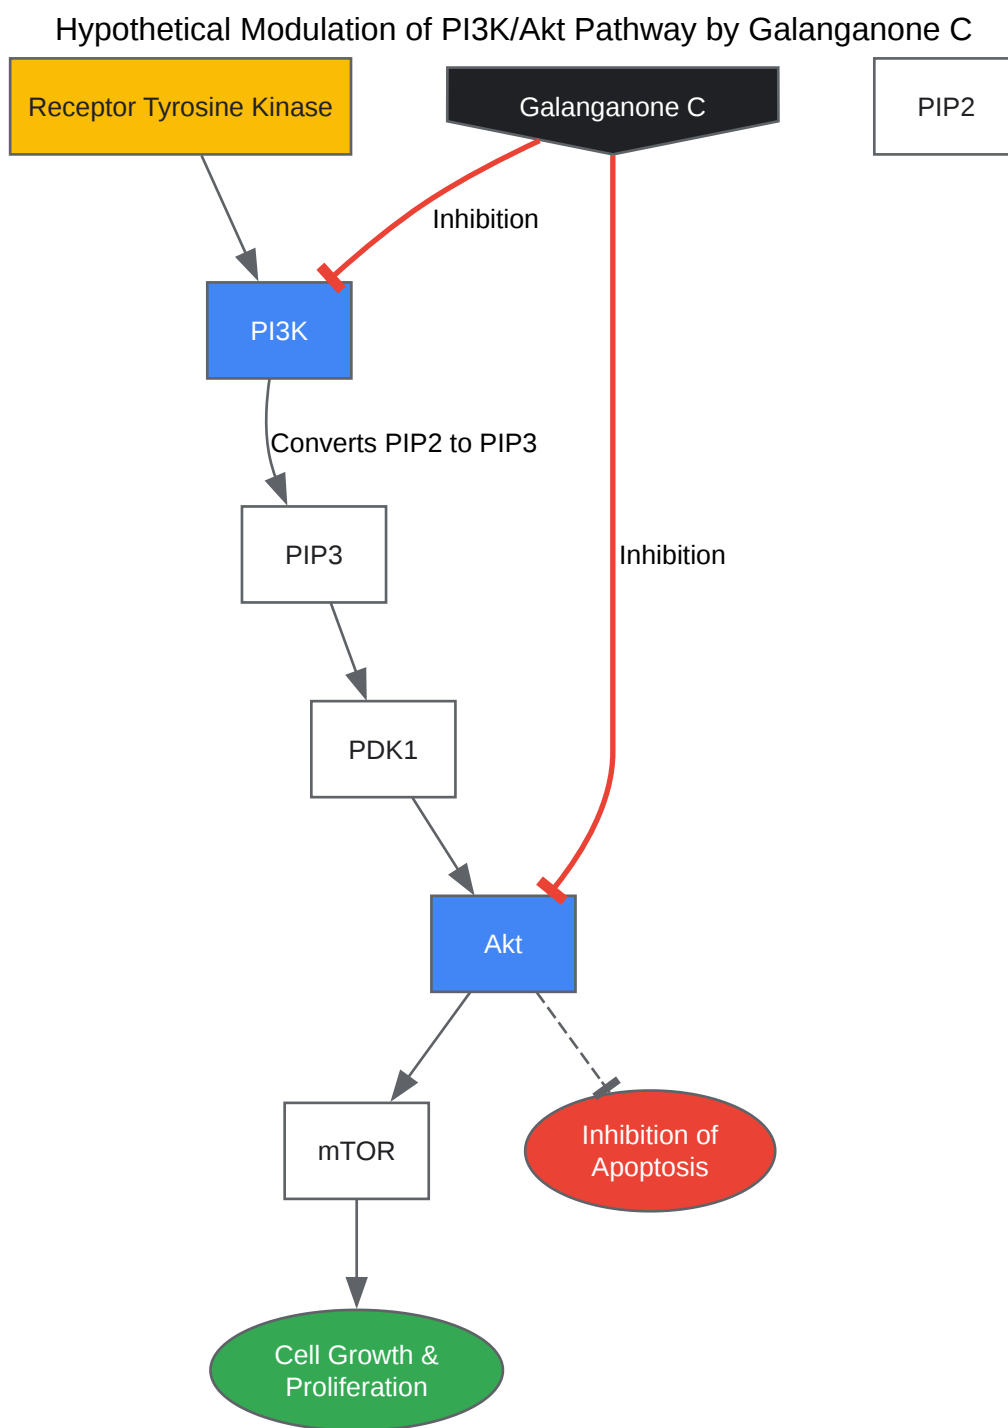 Hypothetical Modulation of PI3K/Akt Pathway by Galanganone C
Receptor Tyrosine Kinase
Galanganone C
PIP2
Inhibition
PI3K
Converts PIP2 to PIP3
PIP3
Inhibition
PDK1
Akt
mTOR
Inhibition of
Apoptosis
Cell Growth &
Proliferation